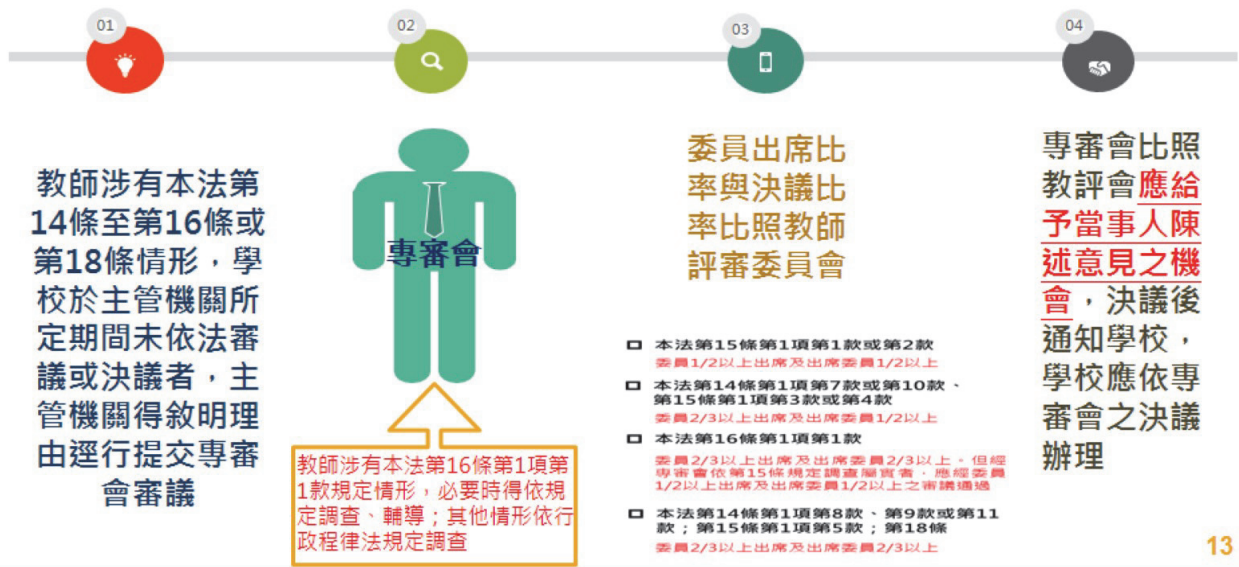 01
教師涉有本法第
14條至第16條或
第18條情形，學
校於主管機關所
定期間未依法審
議或決議者，主
管機關得敘明理
由逕行提交專審
會審議
02
專審會
教師涉有本法第16條第1項第
1款規定情形，必要時得依規
定調查、輔導；其他情形依行
政程律法規定調查
03
委員出席比
率與決議比
率比照教師
評審委員會
本法第15條第1項第1款或第2款
委員1/2以上出席及出席委員1/2以上
本法第14條第1項第7款或第10款、
第15條第1項第3款或第4款
委員2/3以上出席及出席委員1/2以上
本法第16條第1項第1款
委員2/3以上出席及出席委員2/3以上。但經
專審會依第15條規定調查屬實者，應經委員
1/2以上出席及出席委員1/2以上之審議通過
本法第14條第1項第8款、第9款或第11
款；第15條第1項第5款；第18條
委員2/3以上出席及出席委員2/3以上
04
專審會比照
教評會應給
予當事人陳
述意見之機
會，決議後
通知學校，
學校應依專
審會之決議
辦理
13